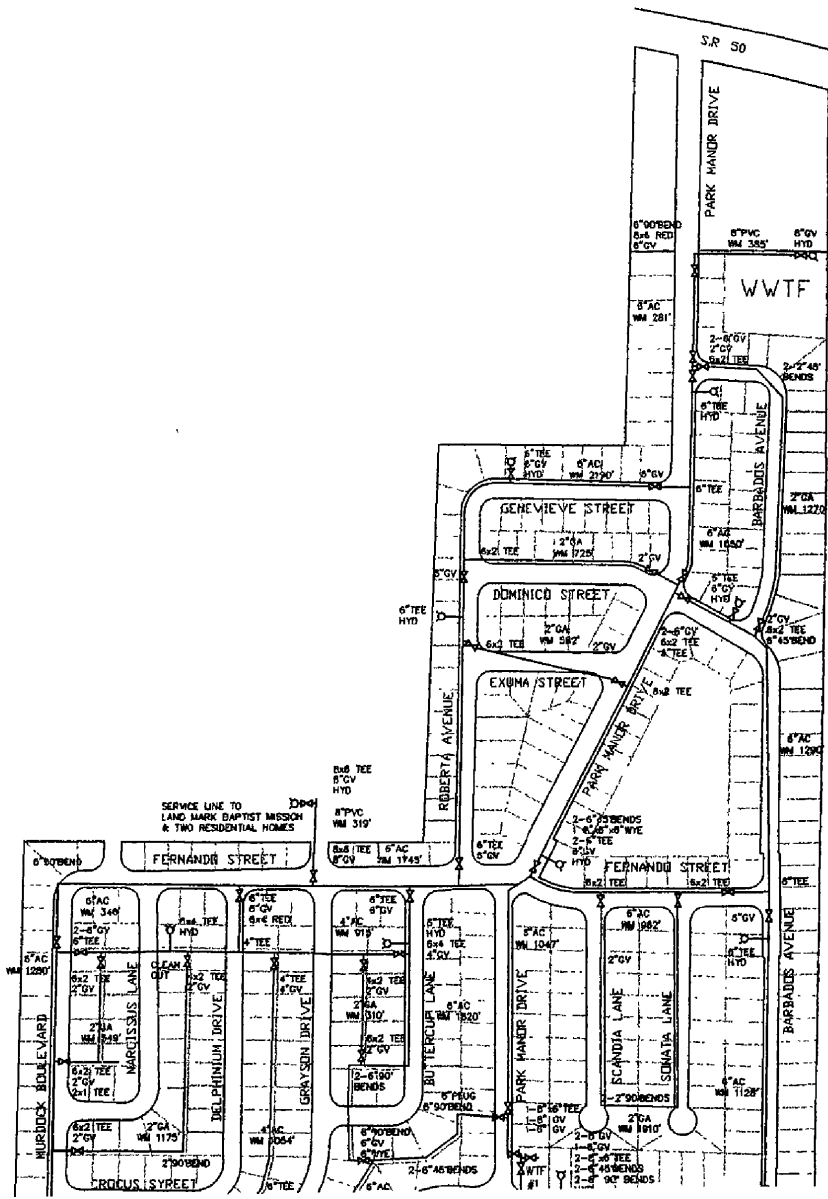 S.R 50
PARK MANOR DRIVE
6"90'BEND
8x6 RED
6"GV
8"PVC
WM 385'
6"GV
HYD
WWTF
6"AC
WM 281'
2-6"GV
2"GV
6x2 TEE
2-2"45'
BENDS
6"TEE
HYD
BARBADOS AVENUE
6"TEE
6"GV
HYD
6"AC
WM 2190'
6"GV
6"TEE
GENEVIEVE STREET
2"GA
WM 1270'
6"AC
WM 1650'
6x2 TEE
2"GA
WM 725'
2"GV
6"GV
DOMINICO STREET
6"TEE
6"GV
HYD
6"TEE
HYD
2"GV
6x2 TEE
6"45'BEND
2"GA
WM 582'
6x2 TEE
2"GV
2-6"GV
6x2 TEE
6"TEE
EXUMA STREET
6x2 TEE
ROBERTA AVENUE
PARK MANOR DRIVE
6"AC
WM 1290'
8x6 TEE
6"GV
HYD
8"PVC
WM 319'
SERVICE LINE TO
LAND MARK BAPTIST MISSION
& TWO RESIDENTIAL HOMES
2-6"45'BENDS
2-6"TEE
6"GV
HYD
6"90'BEND
FERNANDO STREET
8x6 TEE
8"GV
6"AC
WM 1745'
6"TEE
6"GV
FERNANDO STREET
6x2 TEE
6x2 TEE
6"TEE
6"AC
WM 346'
2-6"GV
6"TEE
6x4 TEE
HYD
6"TEE
6"GV
6x4 RED
4"TEE
4"AC
WM 915'
6"TEE
6"GV
6"TEE
HYD
6x4 TEE
4"GV
6"AC
WM 1047'
6"AC
WM 962'
6"GV
6"TEE
HYD
2"GV
6"AC
WM 1280'
CLEAN
OUT
6x2 TEE
2"GV
4x2 TEE
2"GV
4"TEE
4"GV
4x2 TEE
2"GV
2"GA
WM 349'
2"GA
WM 310'
6x2 TEE
2"GV
2-6"90'
BENDS
6"AC
WM 1820'
NARCISSUS LANE
DELPHINIUM DRIVE
GRAYSON DRIVE
BUTTERCUP LANE
PARK MANOR DRIVE
SCANDIA LANE
SONATA LANE
BARBADOS AVENUE
MURDOCK BOULEVARD
6x2 TEE
2"GV
2x1 TEE
6"PLUG
6"90'BEND
2-2"90'BENDS
6"AC
WM 1128'
6x2 TEE
2"GV
2"GA
WM 1175'
4"AC
WM 1054'
6"90'BEND
6"GV
6"WYE
2"GA
WM 1910'
2"90'BEND
2-6"45'BENDS
WTF
#1
2-6"GV
2-6"45'BENDS
2-6" 90' BENDS
CROCUS SYREET
6"TEE
6"AC